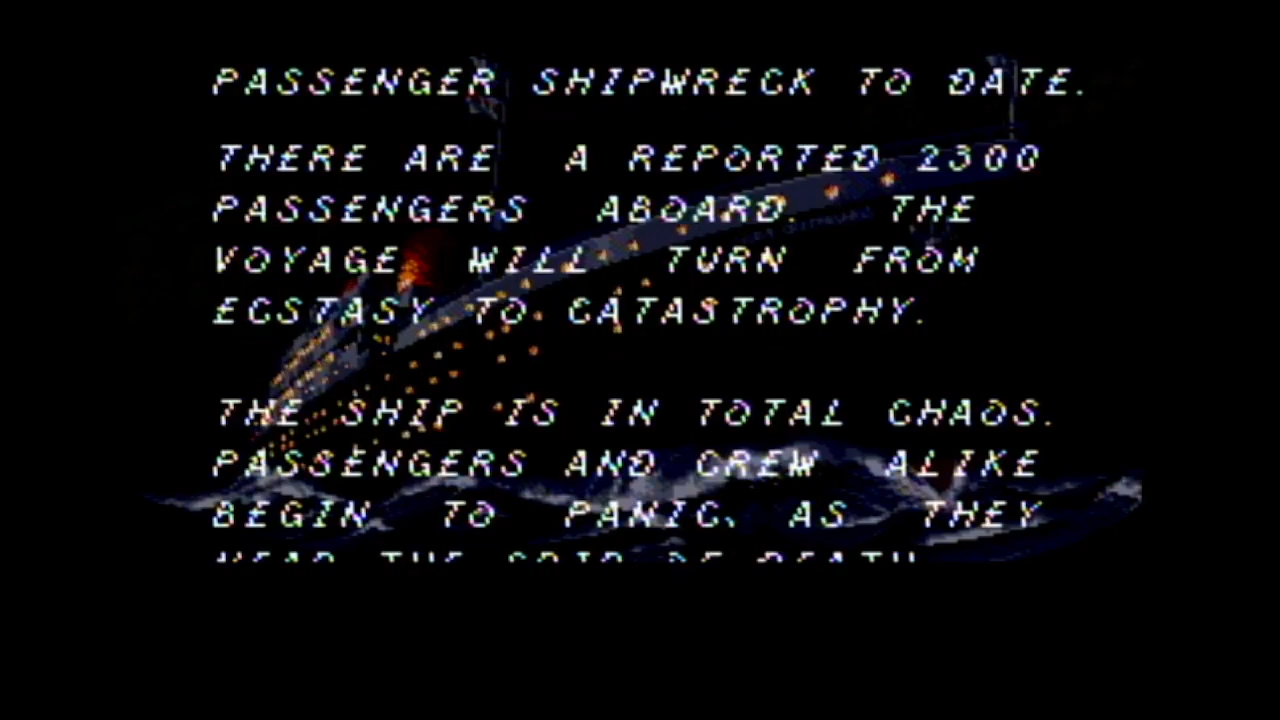 PASSENGER SHIPWRECK TO DATE.
THERE ARE A REPORTED 2300
PASSENGERS ABOARD. THE
VOYAGE WILL TURN FROM
ECSTASY TO CATASTROPHY.
THE SHIP IS IN TOTAL CHAOS.
PASSENGERS AND CREW ALIKE
BEGIN TO PANIC, AS THEY